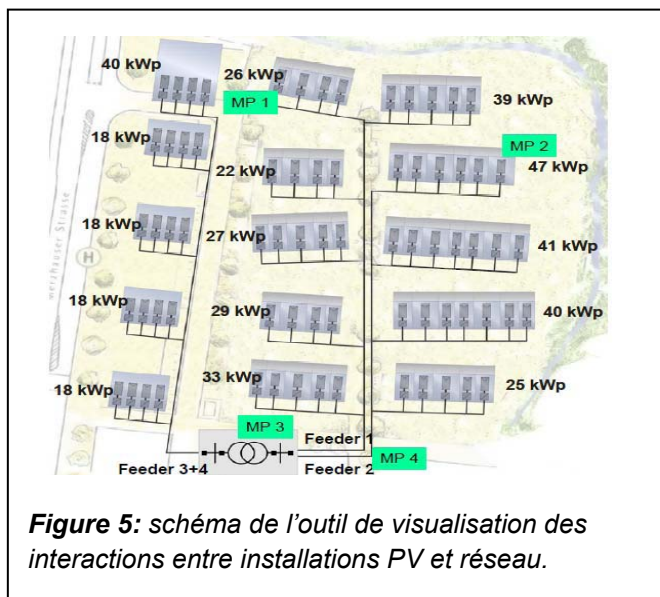 40 kWp
26 kWp
MP 1
39 kWp
18 kWp
MP 2
22 kWp
47 kWp
18 kWp
27 kWp
41 kWp
H
18 kWp
29 kWp
40 kWp
18 kWp
33 kWp
25 kWp
MP 3
Feeder 1
MP 4
Feeder 3+4
Feeder 2
Figure 5: schéma de l'outil de visualisation des
interactions entre installations PV et réseau.